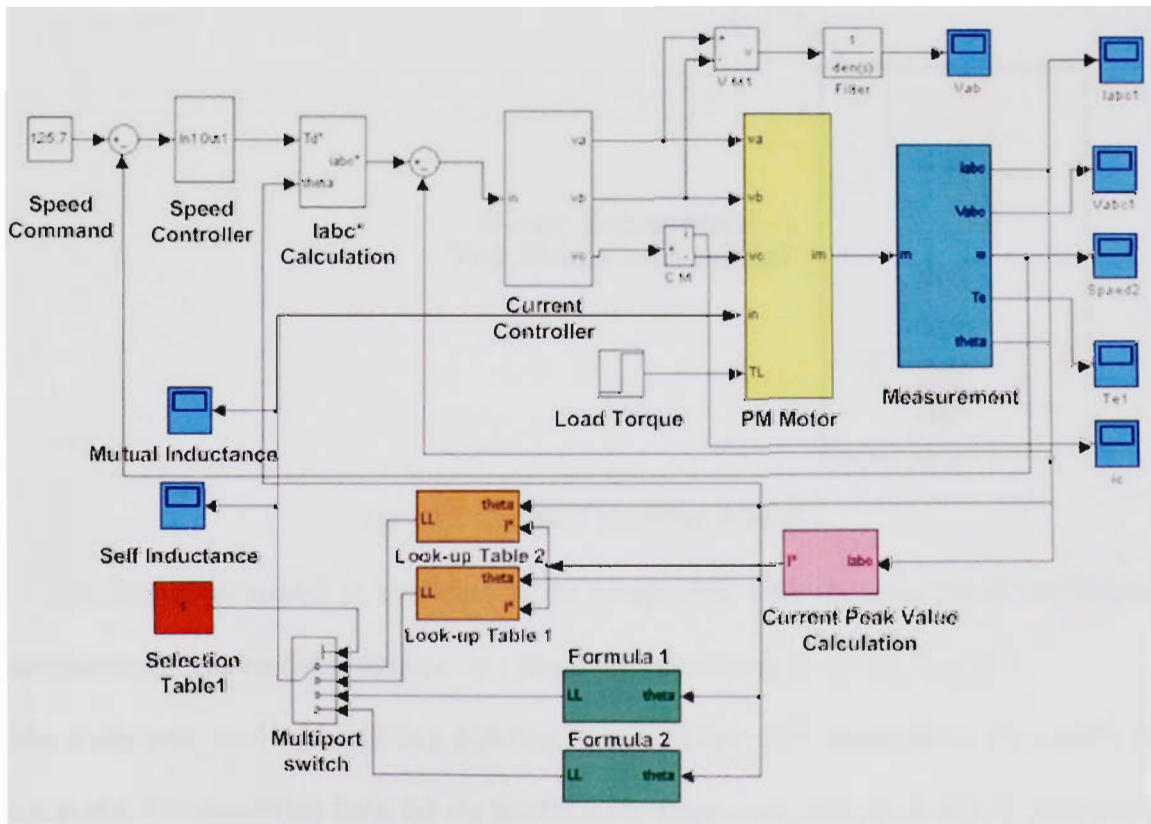 V M1
1
den(s)
Filter
Vab
Iabc1
125.7
Speed
Command
In1 Out1
Speed
Controller
Td*
theta
Iabc*
Iabc*
Calculation
in
va
vb
vc
Current
Controller
C M
va
vb
vc
in
TL
im
PM Motor
Load Torque
m
Iabc
Vabc
w
Te
theta
Measurement
Vabc1
Speed2
Te1
ic
Mutual Inductance
Self Inductance
Selection
Table1
LL
theta
I*
Look-up Table 2
LL
theta
I*
Look-up Table 1
I*
Iabc
Current Peak Value
Calculation
Multiport
switch
Formula 1
LL
theta
Formula 2
LL
theta